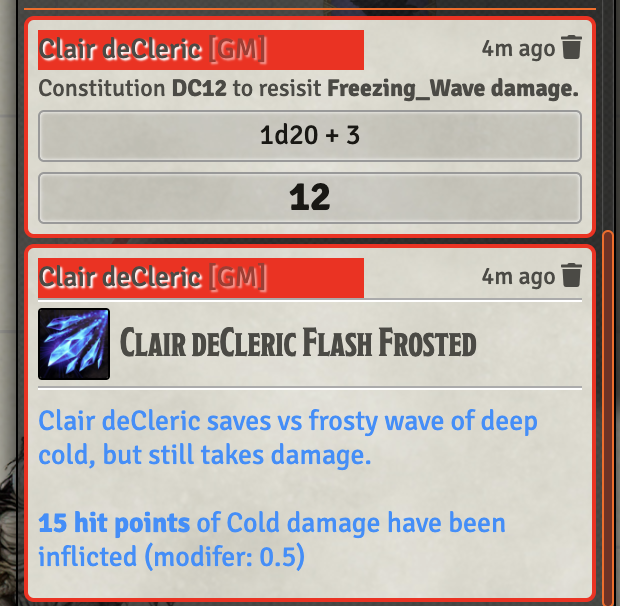 Clair deCleric [GM] 4m ago
Constitution DC12 to resisit Freezing_Wave damage.
1d20 + 3
12
Clair deCleric [GM] 4m ago
Clair deCleric Flash Frosted
Clair deCleric saves vs frosty wave of deep
cold, but still takes damage.
15 hit points of Cold damage have been
inflicted (modifer: 0.5)